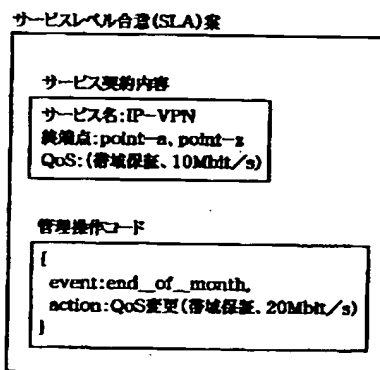 サービスレベル合意(SLA)案
サービス契約内容
サービス名:IP-VPN
終端点:point-a、point-z
QoS:(帯域保証、10Mbit/s)
管理操作コード
{
event:end_of_month,
action:QoS変更(帯域保証、20Mbit/s)
}